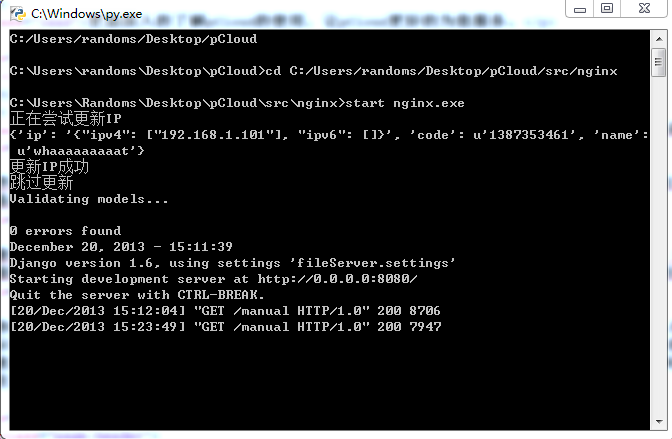 C:\Windows\py.exe
C:/Users/randoms/Desktop/pCloud
C:\Users\randoms\Desktop\pCloud>cd C:/Users/randoms/Desktop/pCloud/src/nginx
C:\Users\Randoms\Desktop\pCloud\src\nginx>start nginx.exe
正在尝试更新IP
{'ip': '{"ipv4": ["192.168.1.101"], "ipv6": []}', 'code': u'1387353461', 'name':
u'whaaaaaaaaat'}
更新IP成功
跳过更新
Validating models...
0 errors found
December 20, 2013 - 15:11:39
Django version 1.6, using settings 'fileServer.settings'
Starting development server at http://0.0.0.0:8080/
Quit the server with CTRL-BREAK.
[20/Dec/2013 15:12:04] "GET /manual HTTP/1.0" 200 8706
[20/Dec/2013 15:23:49] "GET /manual HTTP/1.0" 200 7947